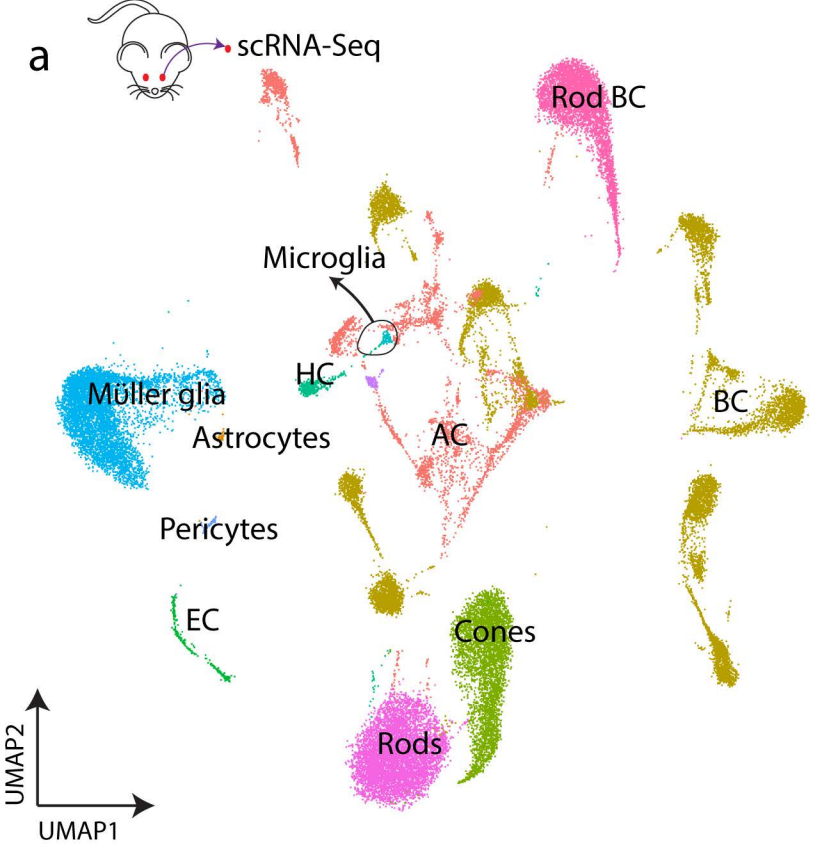 a
scRNA-Seq
Rod BC
Microglia
HC
Müller glia
BC
Astrocytes
AC
Pericytes
EC
Cones
Rods
UMAP2
UMAP1